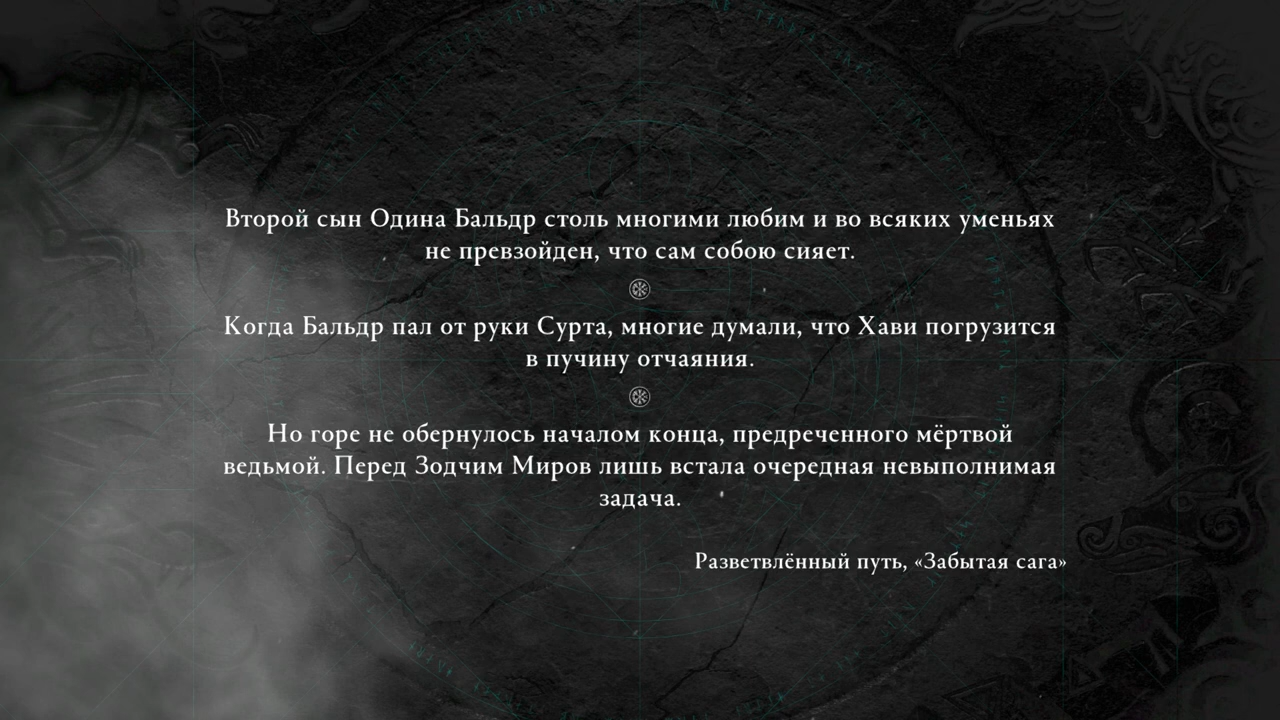 Второй сын Одина Бальдр столь многими любим и во всяких уменьях
не превзойден, что сам собою сияет.
Когда Бальдр пал от руки Сурта, многие думали, что Хави погрузится
в пучину отчаяния.
Но горе не обернулось началом конца, предреченного мёртвой
ведьмой. Перед Зодчим Миров лишь встала очередная невыполнимая
задача.
Разветвлённый путь, «Забытая сага»